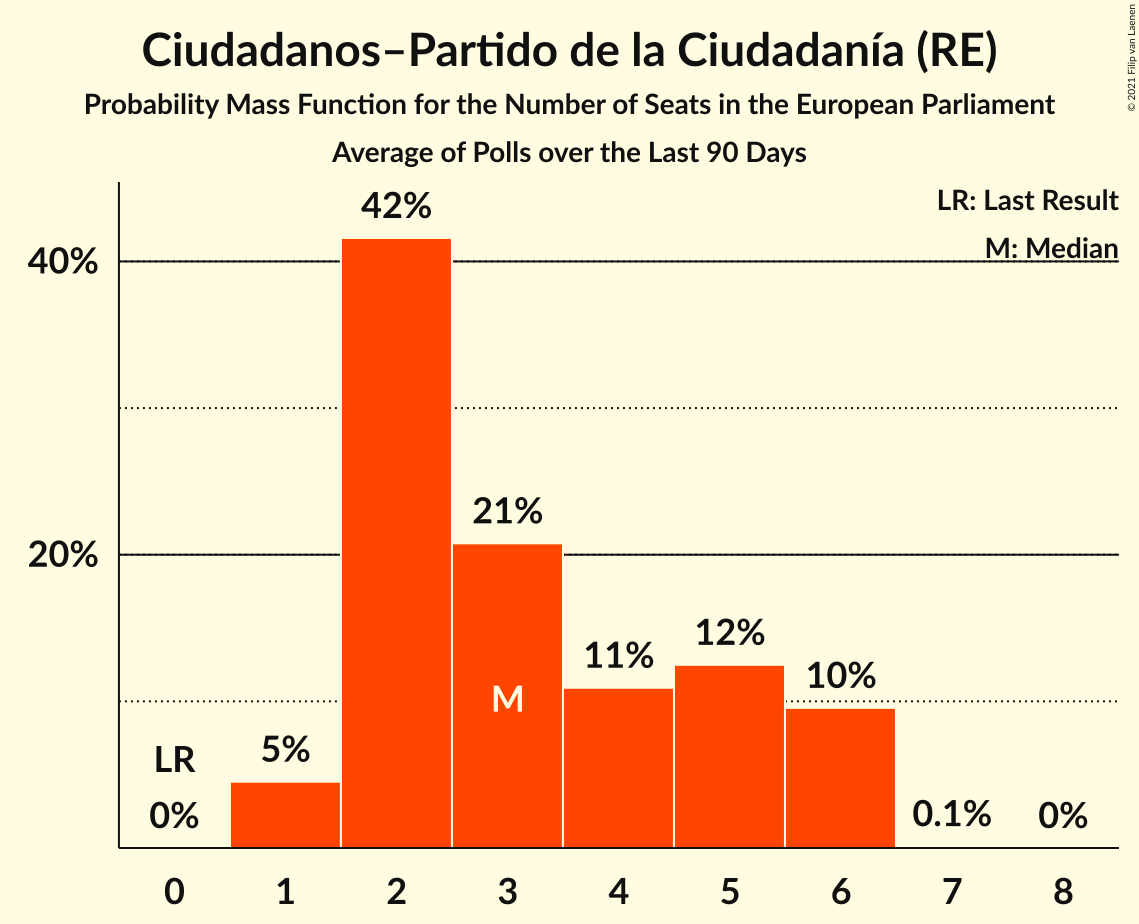 Ciudadanos–Partido de la Ciudadanía (RE)
Probability Mass Function for the Number of Seats in the European Parliament
Average of Polls over the Last 90 Days
© 2021 Filip van Laenen
LR: Last Result
M: Median
40%
20%
LR
0%
5%
42%
21%
M
11%
12%
10%
0.1%
0%
0 1 2 3 4 5 6 7 8